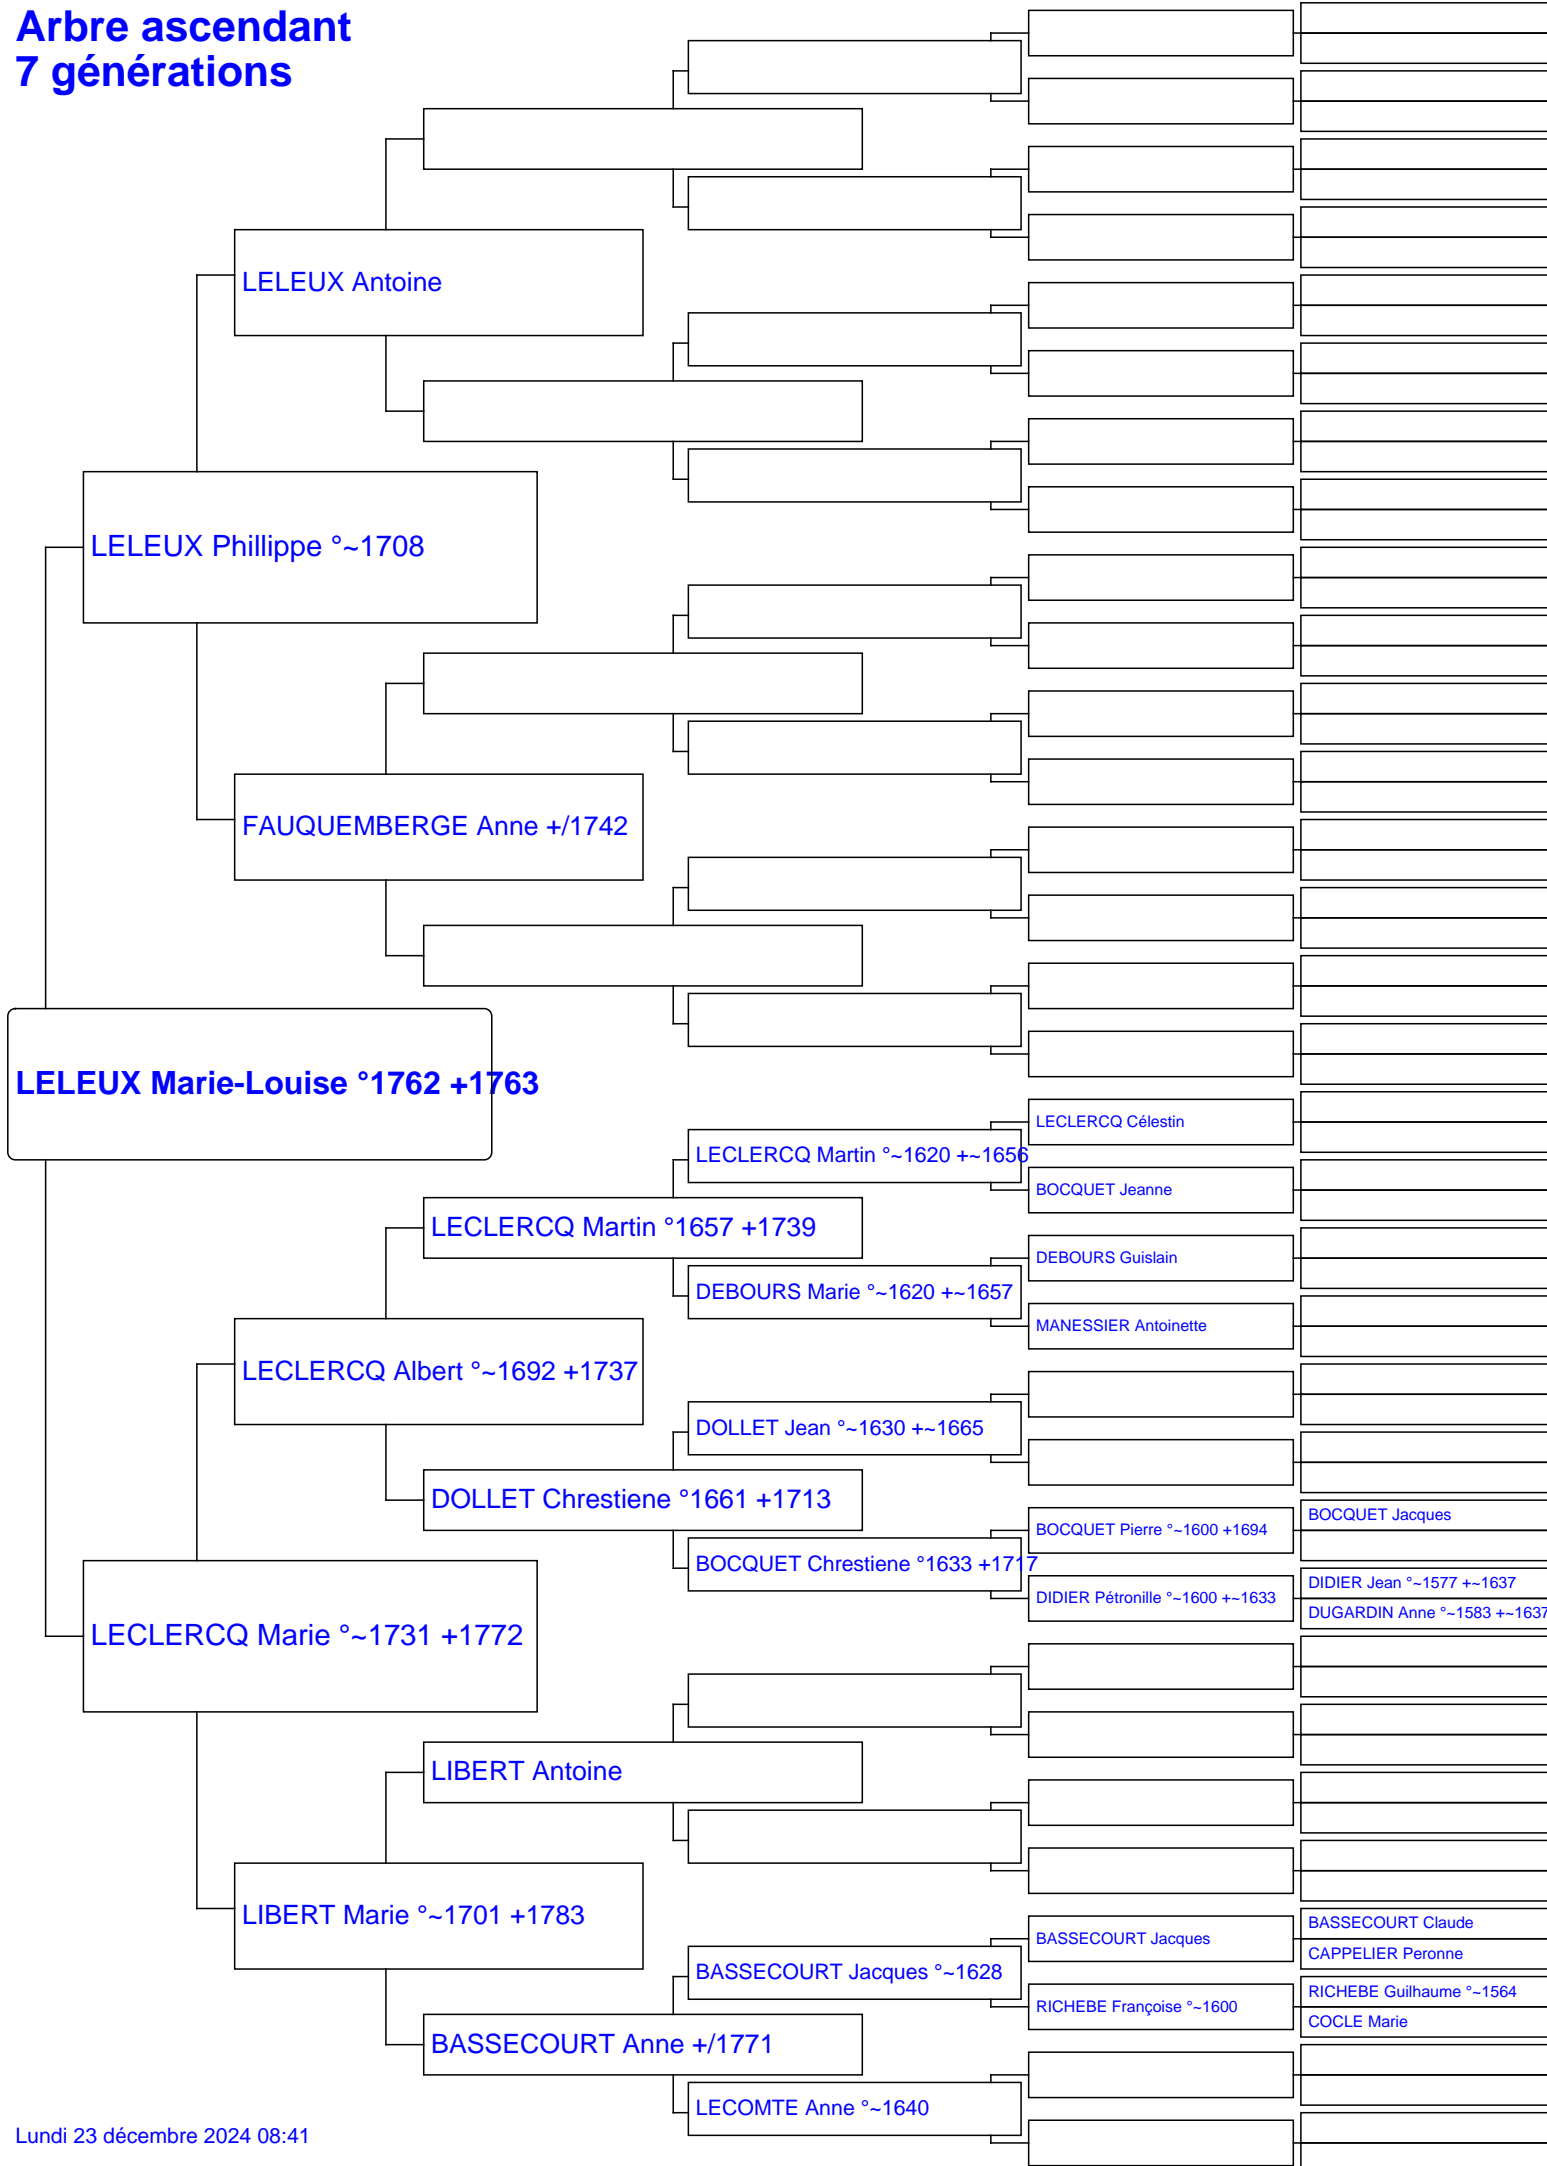 Arbre ascendant
7 générations
LELEUX Antoine
LELEUX Phillippe °~1708
FAUQUEMBERGE Anne +/1742
LELEUX Marie-Louise °1762 +1763
LECLERCQ Célestin
LECLERCQ Martin °~1620 +~1656
BOCQUET Jeanne
LECLERCQ Martin °1657 +1739
DEBOURS Guislain
DEBOURS Marie °~1620 +~1657
MANESSIER Antoinette
LECLERCQ Albert °~1692 +1737
DOLLET Jean °~1630 +~1665
DOLLET Chrestiene °1661 +1713
BOCQUET Jacques
BOCQUET Pierre °~1600 +1694
BOCQUET Chrestiene °1633 +1717
DIDIER Jean °~1577 +~1637
DIDIER Pétronille °~1600 +~1633
DUGARDIN Anne °~1583 +~1637
LECLERCQ Marie °~1731 +1772
LIBERT Antoine
LIBERT Marie °~1701 +1783
BASSECOURT Claude
BASSECOURT Jacques
CAPPELIER Peronne
BASSECOURT Jacques °~1628
RICHEBE Guilhaume °~1564
RICHEBE Françoise °~1600
COCLE Marie
BASSECOURT Anne +/1771
LECOMTE Anne °~1640
Lundi 23 décembre 2024 08:41